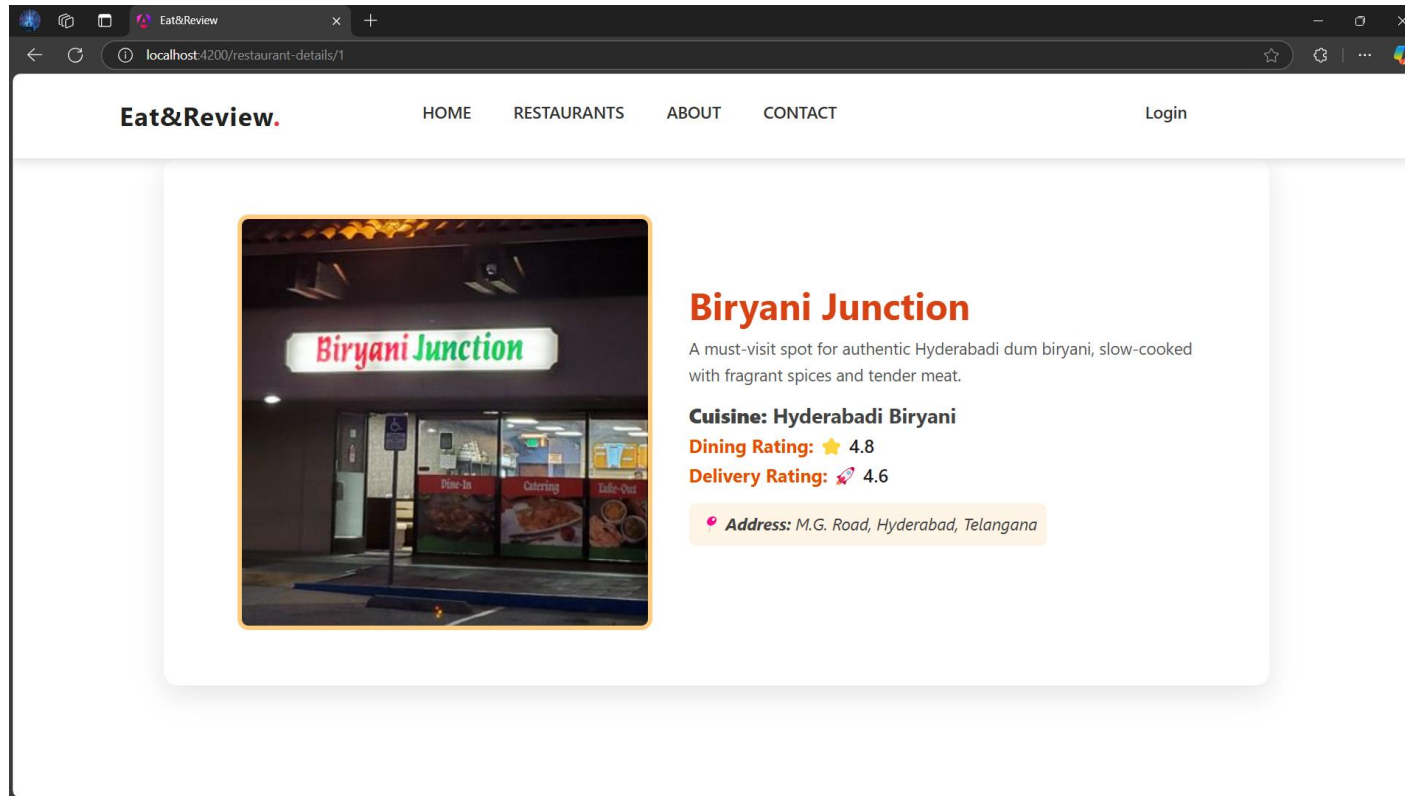 Eat&Review
localhost:4200/restaurant-details/1
Eat&Review.
HOME
RESTAURANTS
ABOUT
CONTACT
Login
Biryani Junction
Dine-In
Catering
Take-Out
Biryani Junction
A must-visit spot for authentic Hyderabadi dum biryani, slow-cooked
with fragrant spices and tender meat.
Cuisine: Hyderabadi Biryani
Dining Rating: ⭐ 4.8
Delivery Rating: 🚀 4.6
📍 Address: M.G. Road, Hyderabad, Telangana